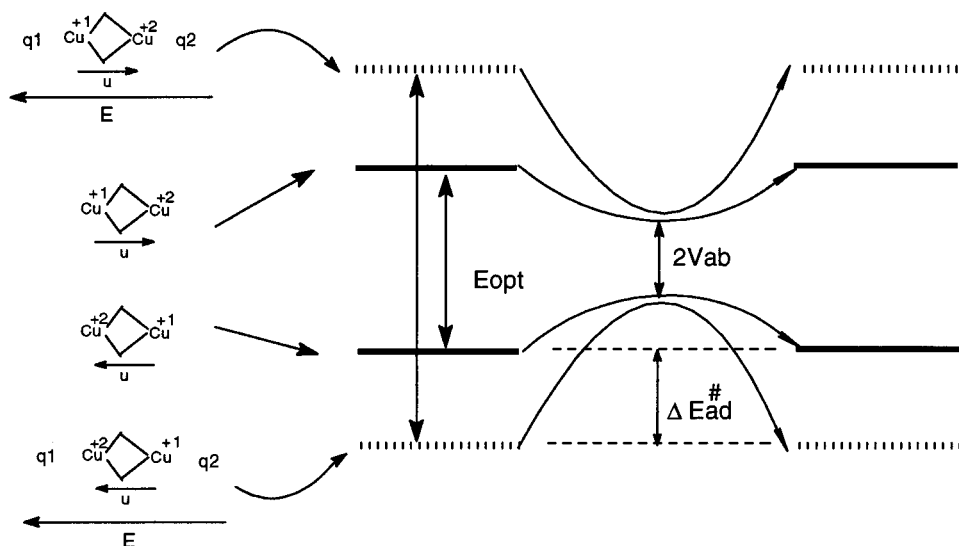 q1 Cu +1 Cu +2 q2
u
E
Cu +1 Cu +2
u
Cu +2 Cu +1
u
q1 Cu +2 Cu +1 q2
u
E
Eopt
2Vab
Δ Ead #